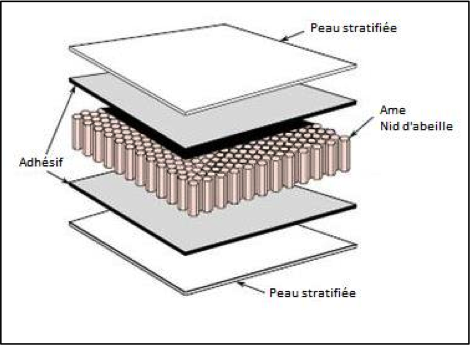 Peau stratifiée
Ame
Nid d'abeille
Adhésif
Peau stratifiée